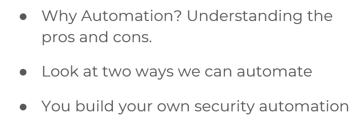 ● Why Automation? Understanding the
pros and cons.
● Look at two ways we can automate
● You build your own security automation